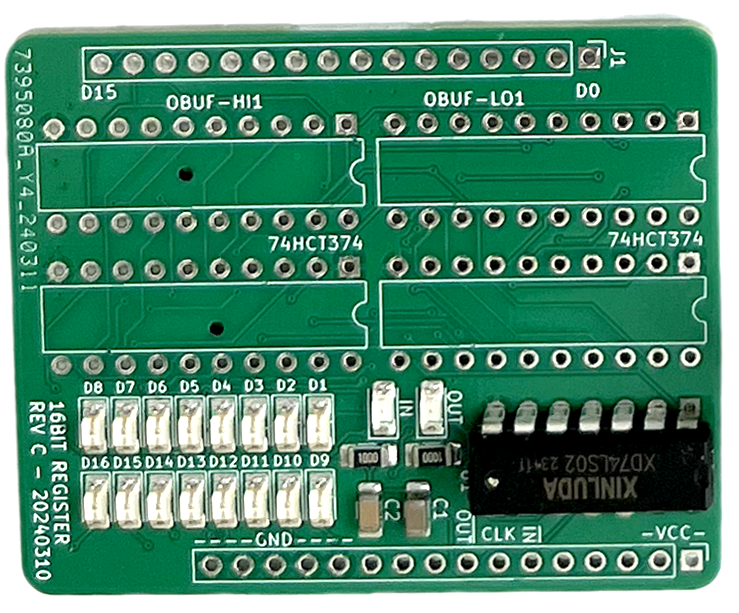 J1
D15
D0
OBUF-HI1
OBUF-LO1
7395080A_Y4_240311
74HCT374
74HCT374
D8 D7 D6 D5 D4 D3 D2 D1
IN
OUT
16BIT REGISTER
REV C - 20240310
D16 D15 D14 D13 D12 D11 D10 D9
1001
1001
XINLUDA
XD74LS02
C2
C1
OUT
CLK
IN
-VCC-
----GND----